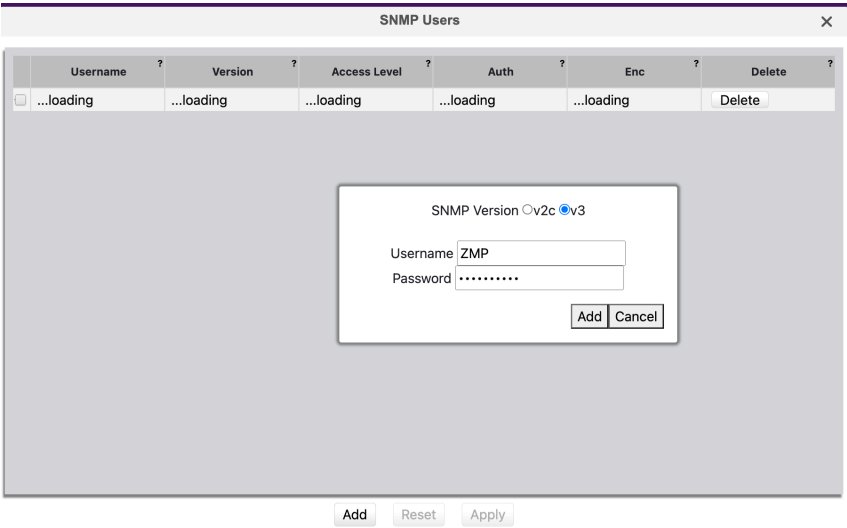 SNMP Users
Username ? Version ? Access Level ? Auth ? Enc ? Delete ?
...loading ...loading ...loading ...loading ...loading Delete
SNMP Version v2c v3
Username ZMP
Password ••••••••••
Add Cancel
Add Reset Apply